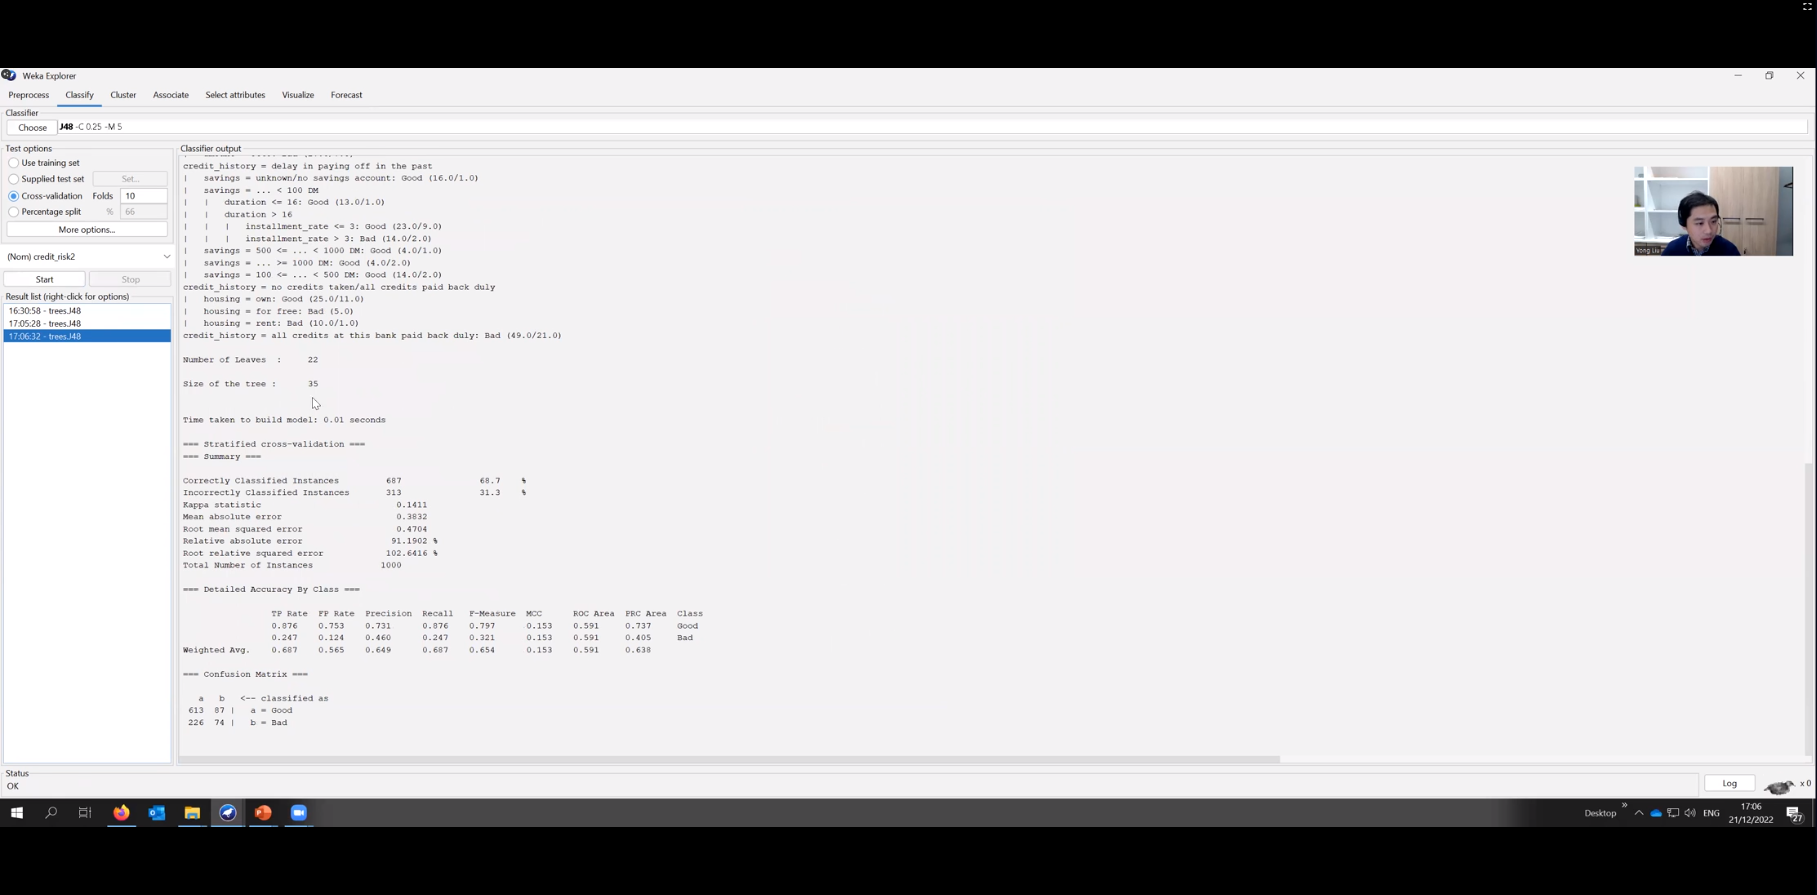 Weka Explorer
Preprocess Classify Cluster Associate Select attributes Visualize Forecast
Classifier
Choose J48 -C 0.25 -M 5
Test options
Use training set
Supplied test set Set...
Cross-validation Folds 10
Percentage split % 66
More options...
(Nom) credit_risk2
Start Stop
Result list (right-click for options)
16:30:58 - trees.J48
17:05:28 - trees.J48
17:06:32 - trees.J48
Classifier output
credit_history = delay in paying off in the past
| savings = unknown/no savings account: Good (16.0/1.0)
| savings = ... < 100 DM
| | duration <= 16: Good (13.0/1.0)
| | duration > 16
| | | installment_rate <= 3: Good (23.0/9.0)
| | | installment_rate > 3: Bad (14.0/2.0)
| savings = 500 <= ... < 1000 DM: Good (4.0/1.0)
| savings = ... >= 1000 DM: Good (4.0/2.0)
| savings = 100 <= ... < 500 DM: Good (14.0/2.0)
credit_history = no credits taken/all credits paid back duly
| housing = own: Good (25.0/11.0)
| housing = for free: Bad (5.0)
| housing = rent: Bad (10.0/1.0)
credit_history = all credits at this bank paid back duly: Bad (49.0/21.0)
Number of Leaves : 22
Size of the tree : 35
Time taken to build model: 0.01 seconds
=== Stratified cross-validation ===
=== Summary ===
Correctly Classified Instances 687 68.7 %
Incorrectly Classified Instances 313 31.3 %
Kappa statistic 0.1411
Mean absolute error 0.3832
Root mean squared error 0.4704
Relative absolute error 91.1902 %
Root relative squared error 102.6416 %
Total Number of Instances 1000
=== Detailed Accuracy By Class ===
TP Rate FP Rate Precision Recall F-Measure MCC ROC Area PRC Area Class
0.876 0.753 0.731 0.876 0.797 0.153 0.591 0.737 Good
0.247 0.124 0.460 0.247 0.321 0.153 0.591 0.405 Bad
Weighted Avg. 0.687 0.565 0.649 0.687 0.654 0.153 0.591 0.638
=== Confusion Matrix ===
a b <-- classified as
613 87 | a = Good
226 74 | b = Bad
Status
OK
Log x 0
Desktop » ENG 17:06
21/12/2022 27